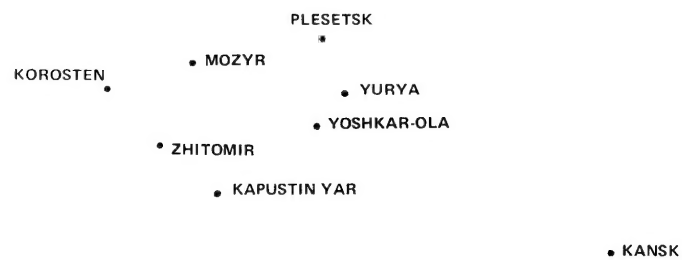 PLESETSK
MOZYR
KOROSTEN
YURYA
YOSHKAR-OLA
ZHITOMIR
KAPUSTIN YAR
KANSK